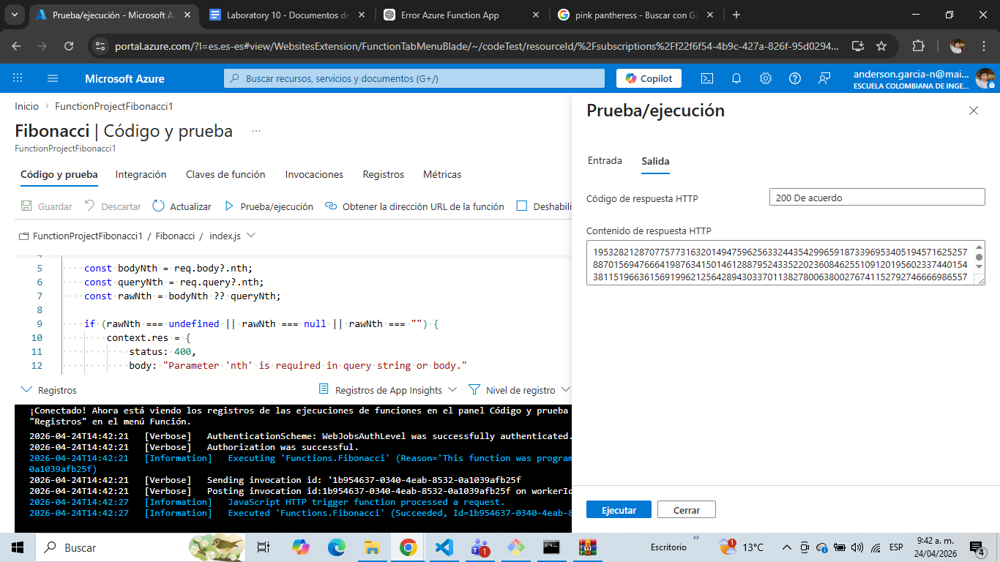 Prueba/ejecución - Microsoft A
Laboratory 10 - Documentos de
Error Azure Function App
pink pantheress - Buscar con G
portal.azure.com/?l=es.es-es#view/WebsitesExtension/FunctionTabMenuBlade/~/codeTest/resourceId/%2Fsubscriptions%2Ff22f6f54-4b9c-427a-826f-95d0294...
Microsoft Azure
Buscar recursos, servicios y documentos (G+/)
Copilot
anderson.garcia-n@mai...
ESCUELA COLOMBIANA DE INGE...
Inicio > FunctionProjectFibonacci1
Fibonacci | Código y prueba ...
FunctionProjectFibonacci1
Código y prueba Integración Claves de función Invocaciones Registros Métricas
Guardar Descartar Actualizar Prueba/ejecución Obtener la dirección URL de la función Deshabili
FunctionProjectFibonacci1 / Fibonacci / index.js
5 const bodyNth = req.body?.nth;
6 const queryNth = req.query?.nth;
7 const rawNth = bodyNth ?? queryNth;
8
9 if (rawNth === undefined || rawNth === null || rawNth === "") {
10 context.res = {
11 status: 400,
12 body: "Parameter 'nth' is required in query string or body."
Registros Registros de App Insights Nivel de registro
¡Conectado! Ahora está viendo los registros de las ejecuciones de funciones en el panel Código y prueba
"Registros" en el menú Función.
2026-04-24T14:42:21 [Verbose] AuthenticationScheme: WebJobsAuthLevel was successfully authenticated.
2026-04-24T14:42:21 [Verbose] Authorization was successful.
2026-04-24T14:42:21 [Information] Executing 'Functions.Fibonacci' (Reason='This function was program
0a1039afb25f)
2026-04-24T14:42:21 [Verbose] Sending invocation id: '1b954637-0340-4eab-8532-0a1039afb25f
2026-04-24T14:42:21 [Verbose] Posting invocation id:1b954637-0340-4eab-8532-0a1039afb25f on workerId
2026-04-24T14:42:27 [Information] JavaScript HTTP trigger function processed a request.
2026-04-24T14:42:27 [Information] Executed 'Functions.Fibonacci' (Succeeded, Id=1b954637-0340-4eab-8
Prueba/ejecución
Entrada Salida
Código de respuesta HTTP
200 De acuerdo
Contenido de respuesta HTTP
1953282128707757731632014947596256332443542996591873396953405194571625257
88701569476664198763415014612887952433522023608462551091201956023374401​54
38115196636156919962125642894303370113827800638002767411527927466669865​57
Ejecutar Cerrar
Buscar
1
Escritorio
»
1
13°C
ESP
9:42 a. m.
24/04/2026
4